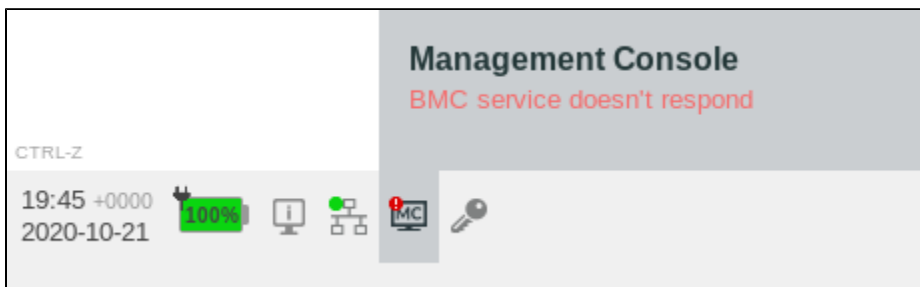 Management Console
BMC service doesn't respond
CTRL-Z
19:45 +0000
100%
MC
2020-10-21